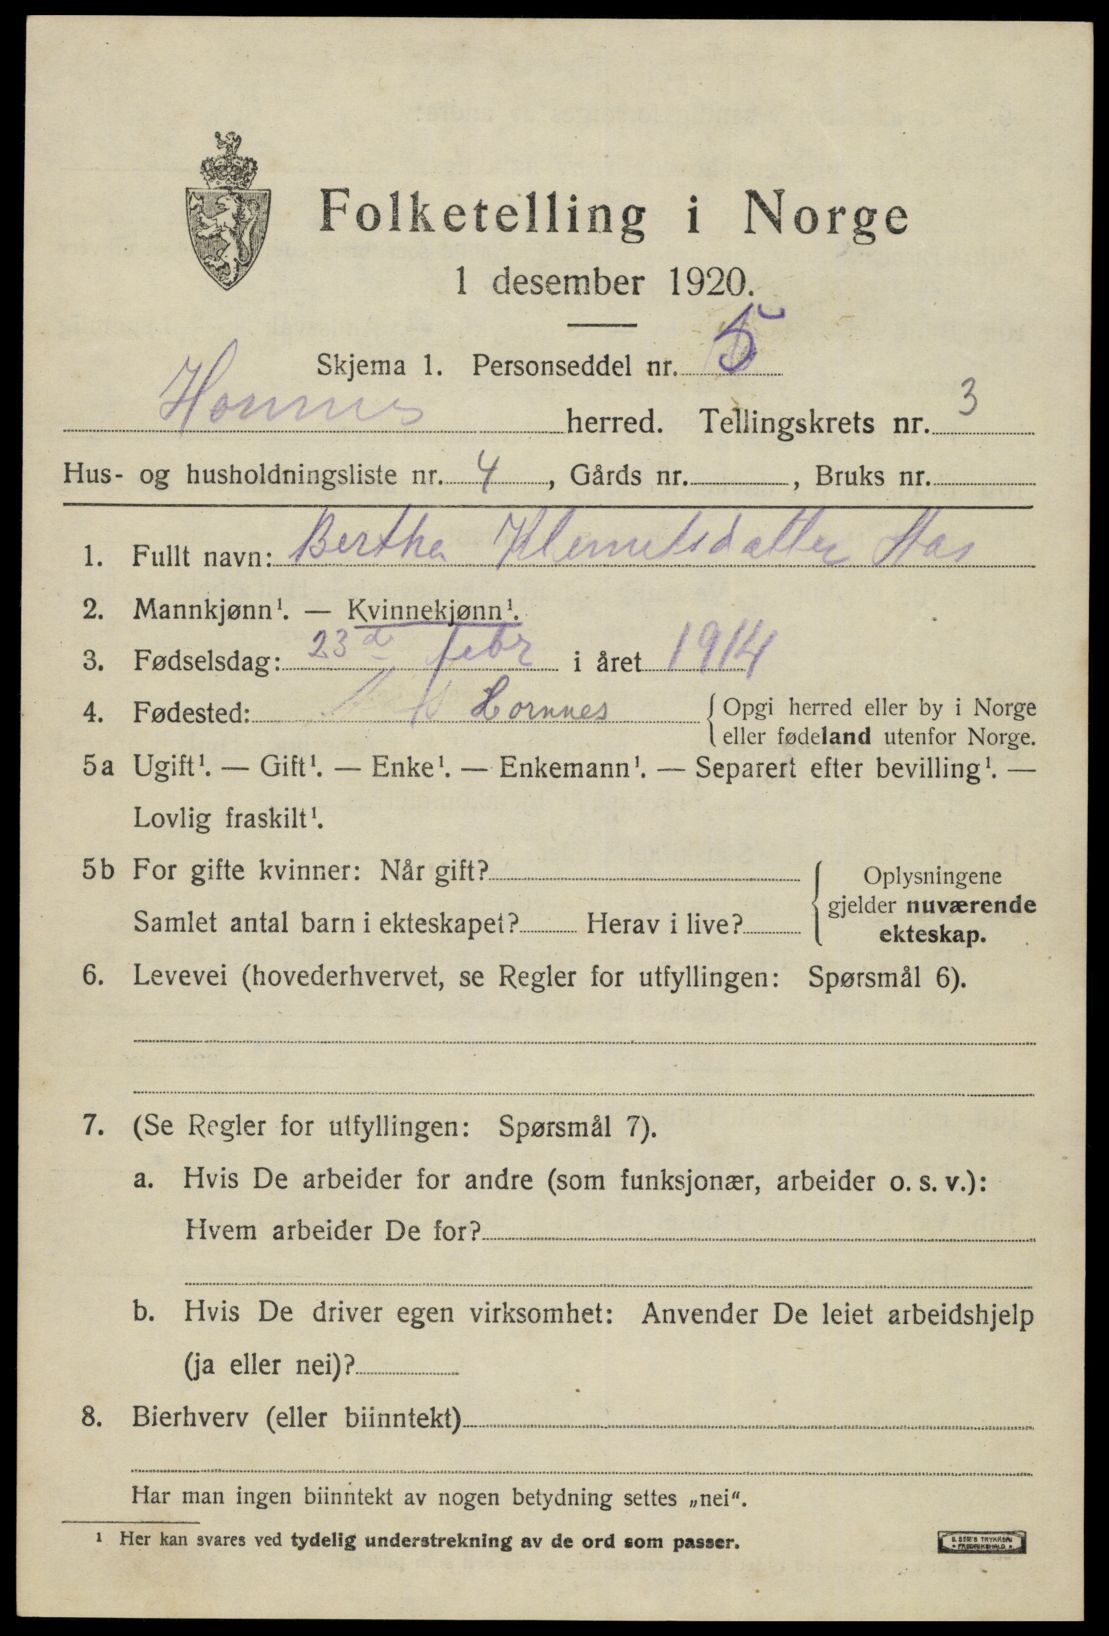 Folketelling i Norge
1 desember 1920.
Skjema 1. Personseddel nr. 5
Hornnes herred. Tellingskrets nr. 3
Hus- og husholdningsliste nr. 4, Gårds nr. , Bruks nr.
1. Fullt navn: Bertha Klemetsdatter Aas
2. Mannkjønn¹. — Kvinnekjønn¹.
3. Fødselsdag: 23 de febr i året 1914
4. Fødested: Hornnes {Opgi herred eller by i Norge
eller fødeland utenfor Norge.
5a Ugift¹. — Gift¹. — Enke¹. — Enkemann¹. — Separert efter bevilling¹. —
Lovlig fraskilt¹.
5b For gifte kvinner: Når gift?
Samlet antal barn i ekteskapet? Herav i live?
Oplysningene
gjelder nuværende
ekteskap.
6. Levevei (hovederhvervet, se Regler for utfyllingen: Spørsmål 6).
7. (Se Regler for utfyllingen: Spørsmål 7).
a. Hvis De arbeider for andre (som funksjonær, arbeider o. s. v.):
Hvem arbeider De for?
b. Hvis De driver egen virksomhet: Anvender De leiet arbeidshjelp
(ja eller nei)?
8. Bierhverv (eller biinntekt)
Har man ingen biinntekt av nogen betydning settes „nei“.
¹ Her kan svares ved tydelig understrekning av de ord som passer.